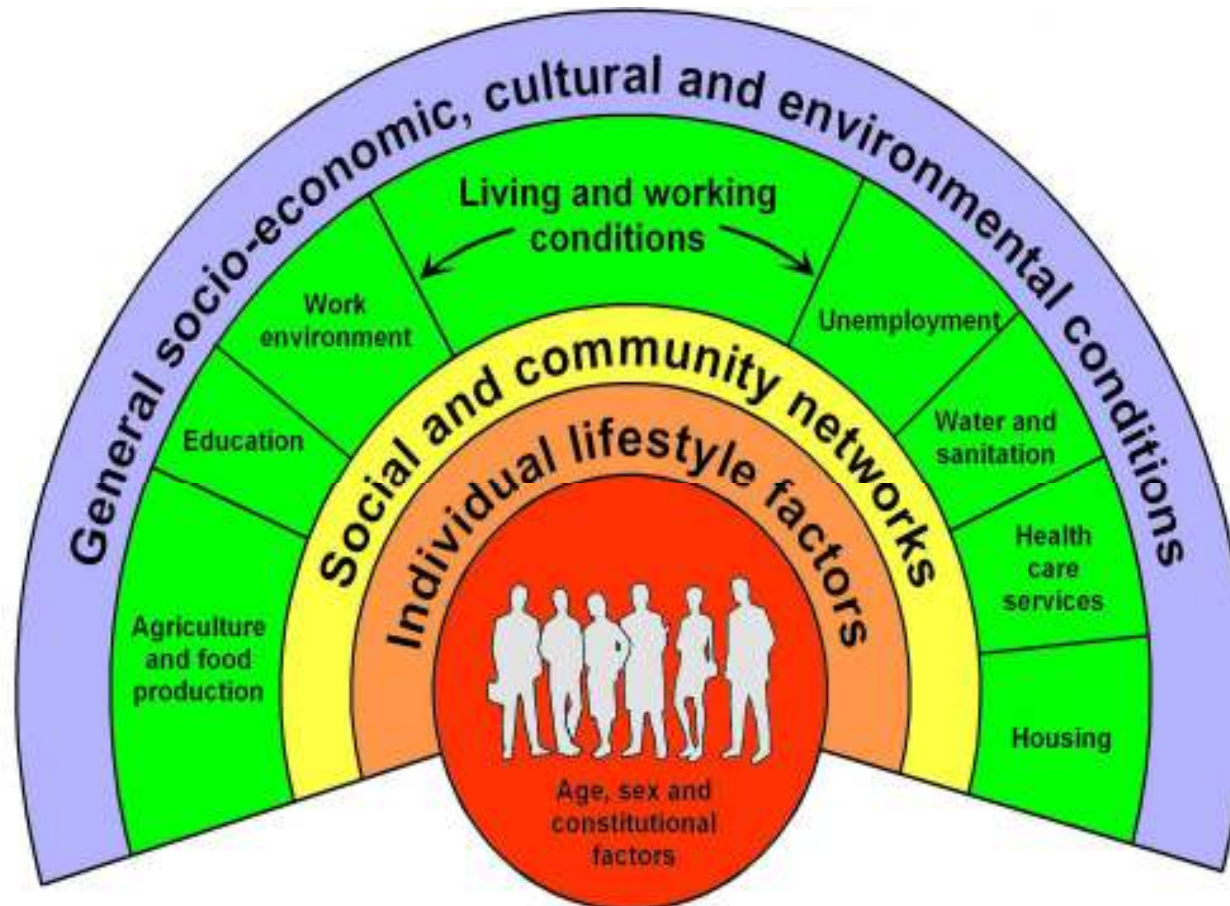 General socio-economic, cultural and environmental conditions
Living and working
conditions
Agriculture
and food
production
Education
Work
environment
Unemployment
Water and
sanitation
Health
care
services
Housing
Social and community networks
Individual lifestyle factors
Age, sex and
constitutional
factors